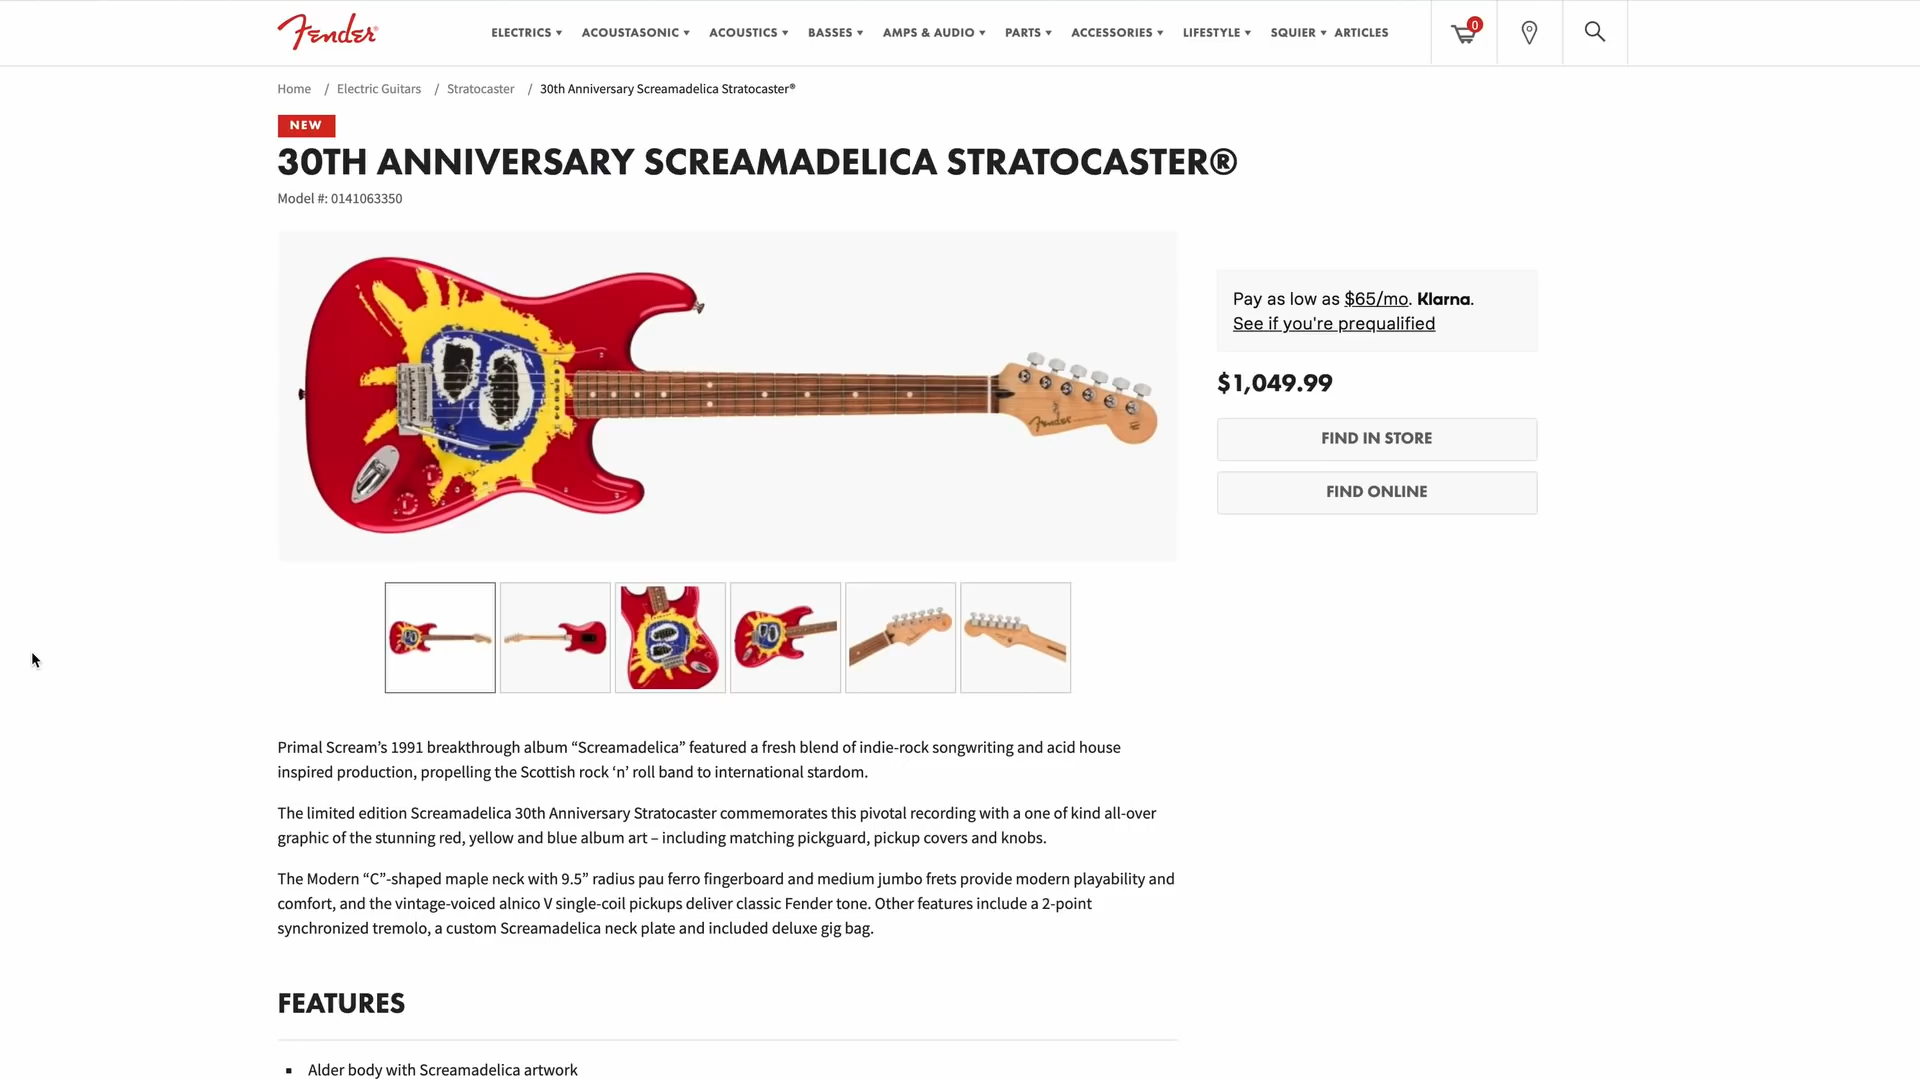 Fender
ELECTRICS ACOUSTASONIC ACOUSTICS BASSES AMPS & AUDIO PARTS ACCESSORIES LIFESTYLE SQUIER ARTICLES 0
Home / Electric Guitars / Stratocaster / 30th Anniversary Screamadelica Stratocaster®
NEW
30TH ANNIVERSARY SCREAMADELICA STRATOCASTER®
Model #: 0141063350
Fender
Pay as low as $65/mo. Klarna.
See if you're prequalified
$1,049.99
FIND IN STORE
FIND ONLINE
Primal Scream’s 1991 breakthrough album “Screamadelica” featured a fresh blend of indie-rock songwriting and acid house
inspired production, propelling the Scottish rock ‘n’ roll band to international stardom.
The limited edition Screamadelica 30th Anniversary Stratocaster commemorates this pivotal recording with a one of kind all-over
graphic of the stunning red, yellow and blue album art – including matching pickguard, pickup covers and knobs.
The Modern “C”-shaped maple neck with 9.5” radius pau ferro fingerboard and medium jumbo frets provide modern playability and
comfort, and the vintage-voiced alnico V single-coil pickups deliver classic Fender tone. Other features include a 2-point
synchronized tremolo, a custom Screamadelica neck plate and included deluxe gig bag.
FEATURES
▪ Alder body with Screamadelica artwork